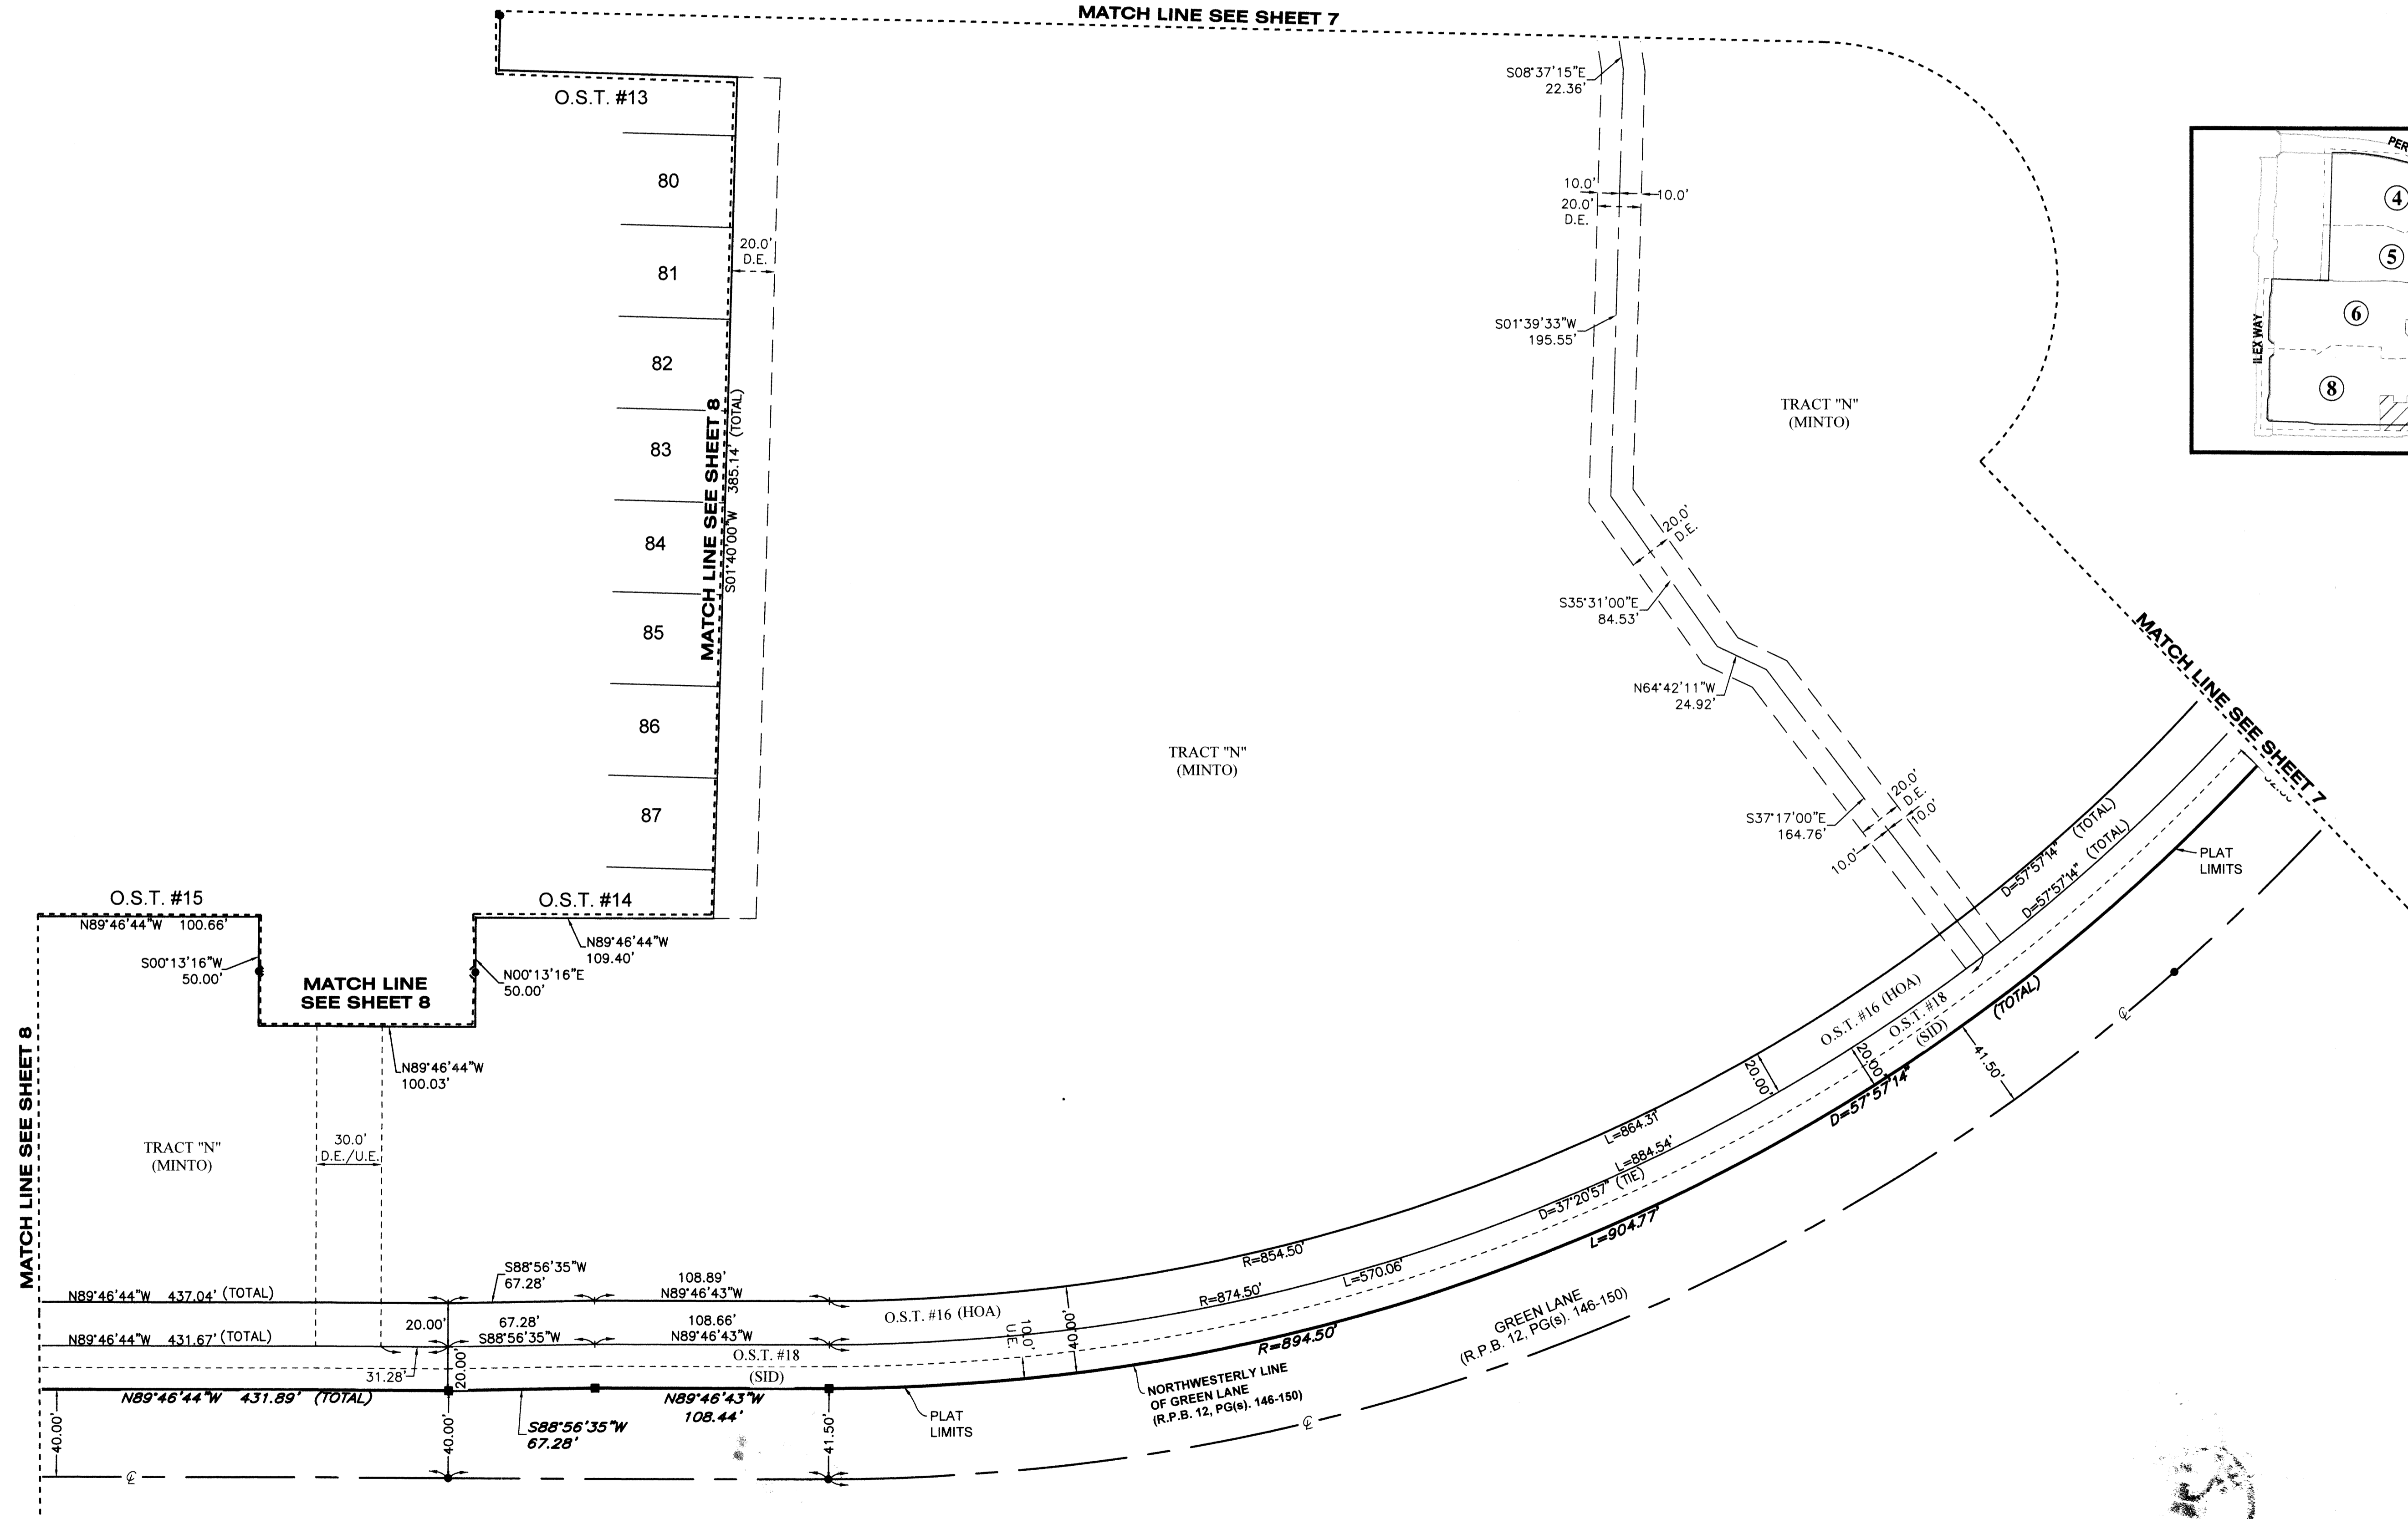 MATCH LINE SEE SHEET 7
O.S.T. #13
80
81
82
83
84
85
86
87
20.0'
D.E.
MATCH LINE SEE SHEET 8
S01°40'00"W 385.14' (TOTAL)
S08°37'15"E
22.36'
10.0'
10.0'
20.0'
D.E.
S01°39'33"W
195.55'
TRACT "N"
(MINTO)
20.0'
D.E.
S35°31'00"E
84.53'
N64°42'11"W
24.92'
S37°17'00"E
164.76'
20.0'
D.E.
10.0'
10.0'
TRACT "N"
(MINTO)
4
5
6
8
ILEX WAY
MATCH LINE SEE SHEET 7
PLAT
LIMITS
D=57°57'14" (TOTAL)
D=57°57'14" (TOTAL)
D=57°57'14" (TOTAL)
O.S.T. #15
N89°46'44"W 100.66'
S00°13'16"W
50.00'
MATCH LINE
SEE SHEET 8
O.S.T. #14
N89°46'44"W
109.40'
N00°13'16"E
50.00'
N89°46'44"W
100.03'
MATCH LINE SEE SHEET 8
TRACT "N"
(MINTO)
30.0'
D.E./U.E.
O.S.T. #16 (HOA)
O.S.T. #18
(SID)
20.00'
20.00'
41.50'
L=864.31'
L=884.54'
D=37°20'57" (TIE)
L=904.77'
R=854.50'
L=570.06'
R=874.50'
R=894.50'
GREEN LANE
(R.P.B. 12, PG(s). 146-150)
S88°56'35"W
67.28'
108.89'
N89°46'43"W
N89°46'44"W 437.04' (TOTAL)
O.S.T. #16 (HOA)
20.00'
67.28'
S88°56'35"W
108.66'
N89°46'43"W
N89°46'44"W 431.67' (TOTAL)
10.0'
U.E.
40.00'
31.28'
20.00'
O.S.T. #18
(SID)
N89°46'44"W 431.89' (TOTAL)
N89°46'43"W
108.44'
S88°56'35"W
67.28'
40.00'
40.00'
41.50'
PLAT
LIMITS
NORTHWESTERLY LINE
OF GREEN LANE
(R.P.B. 12, PG(s). 146-150)